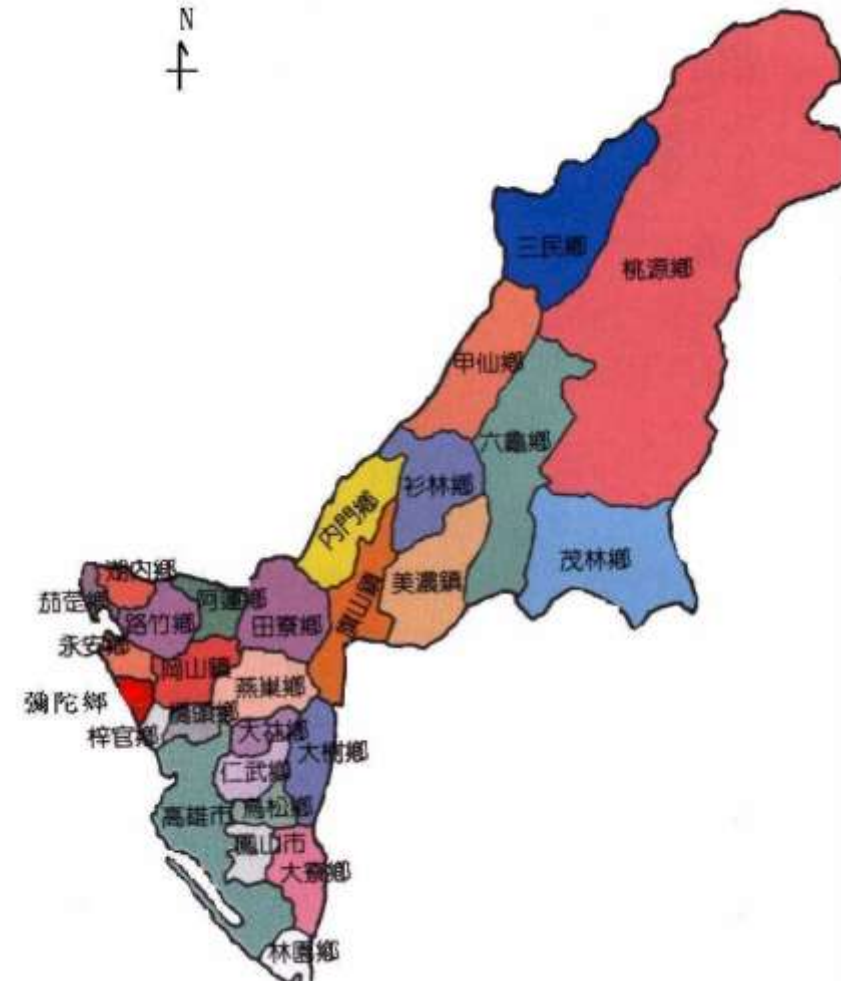 N
三民鄉
桃源鄉
甲仙鄉
六龜鄉
杉林鄉
內門鄉
茂林鄉
美濃鎮
旗山鎮
湖內鄉
茄萣鄉
阿蓮鄉
路竹鄉
田寮鄉
永安鄉
岡山鎮
燕巢鄉
彌陀鄉
橋頭鄉
梓官鄉
大社鄉
大樹鄉
仁武鄉
高雄市
鳥松鄉
鳳山市
大寮鄉
林園鄉